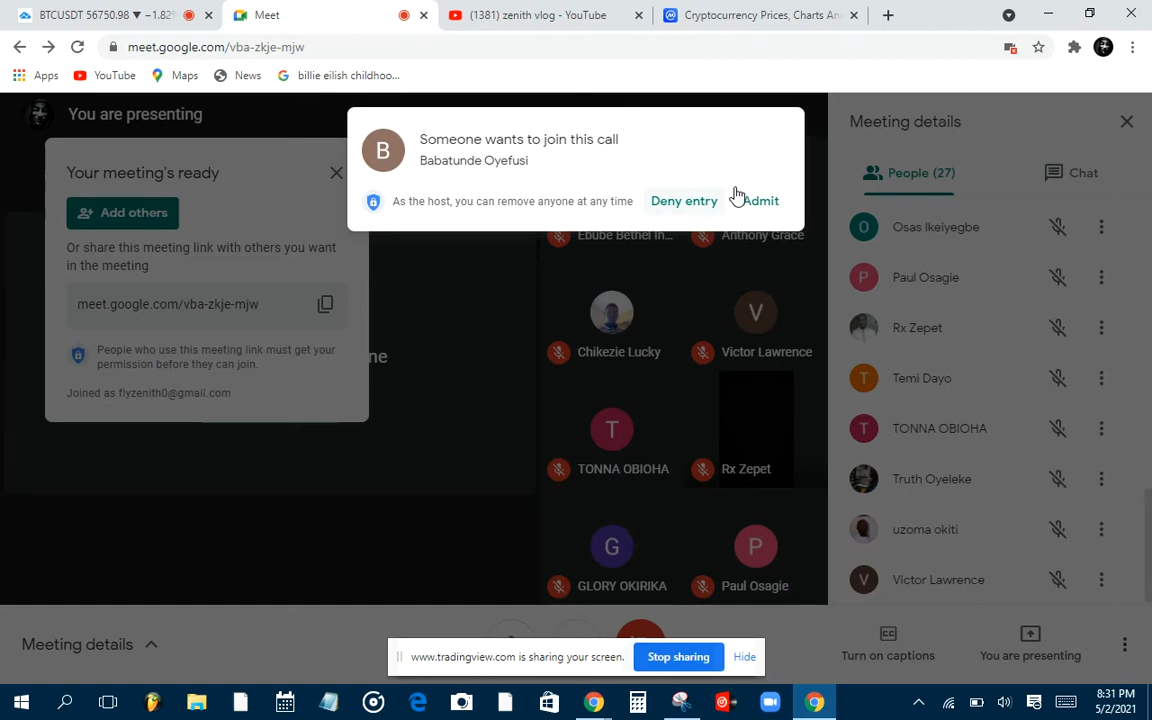 BTCUSDT 56750.98 ▼ −1.82%
Meet
(1381) zenith vlog - YouTube
Cryptocurrency Prices, Charts An
meet.google.com/vba-zkje-mjw
Apps
YouTube
Maps
News
billie eilish childhoo...
You are presenting
Your meeting's ready
Add others
Or share this meeting link with others you want
in the meeting
meet.google.com/vba-zkje-mjw
People who use this meeting link must get your
permission before they can join.
Joined as flyzenith0@gmail.com
ne
B
Someone wants to join this call
Babatunde Oyefusi
As the host, you can remove anyone at any time
Deny entry
Admit
Ebube Bethel In...
Anthony Grace
Chikezie Lucky
V
Victor Lawrence
T
TONNA OBIOHA
Rx Zepet
G
GLORY OKIRIKA
P
Paul Osagie
Meeting details
People (27)
Chat
O
Osas Ikeiyegbe
P
Paul Osagie
Rx Zepet
T
Temi Dayo
T
TONNA OBIOHA
Truth Oyeleke
uzoma okiti
V
Victor Lawrence
Meeting details
Turn on captions
You are presenting
www.tradingview.com is sharing your screen.
Stop sharing
Hide
8:31 PM
5/2/2021